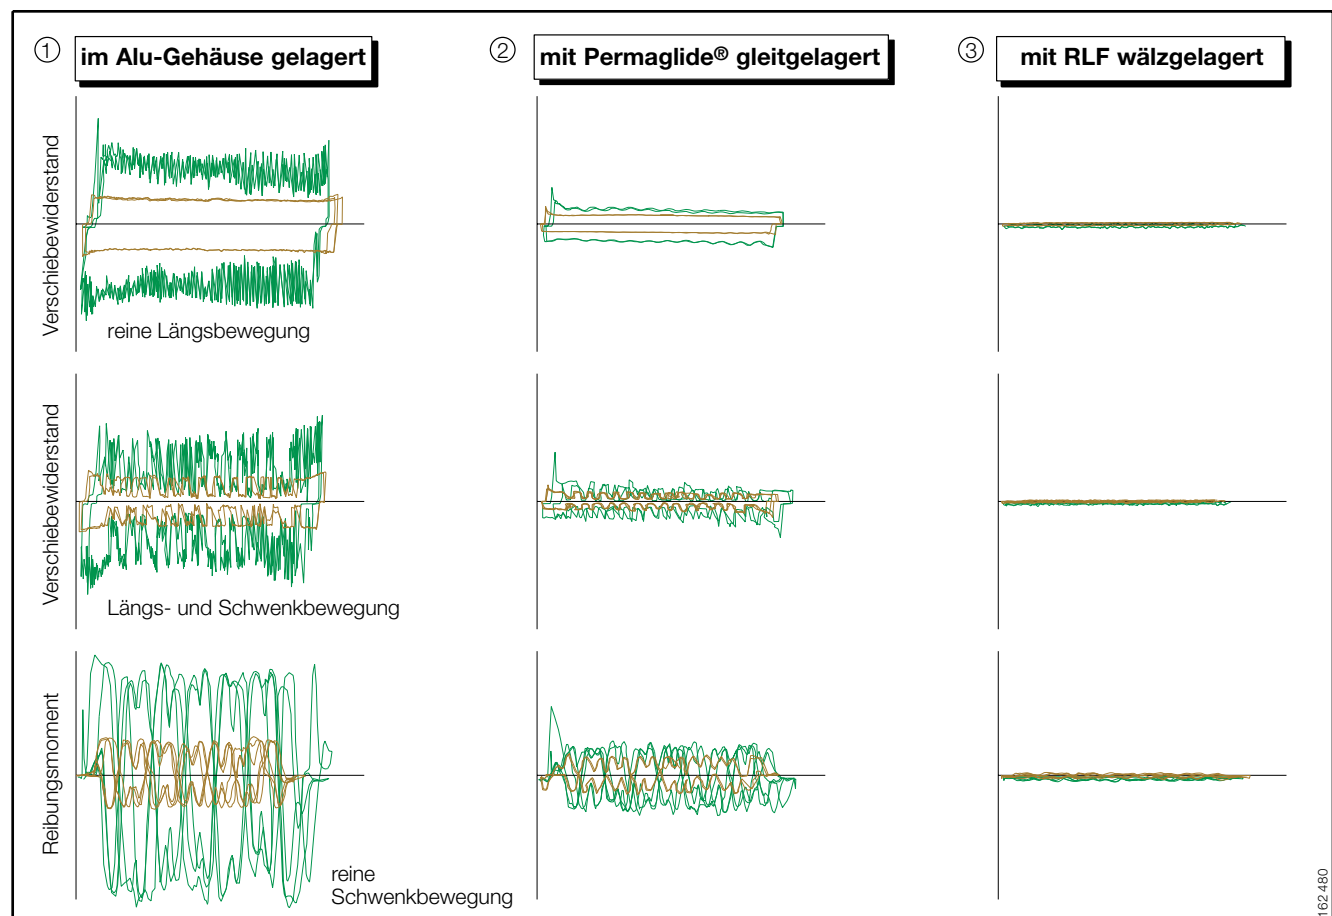 1 im Alu-Gehäuse gelagert
2 mit Permaglide® gleitgelagert
3 mit RLF wälzgelagert
Verschiebewiderstand
reine Längsbewegung
Verschiebewiderstand
Längs- und Schwenkbewegung
Reibungsmoment
reine
Schwenkbewegung
162 480